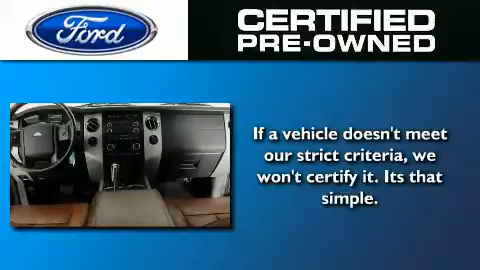 Ford
CERTIFIED
PRE-OWNED
If a vehicle doesn't meet
our strict criteria, we
won't certify it. Its that
simple.